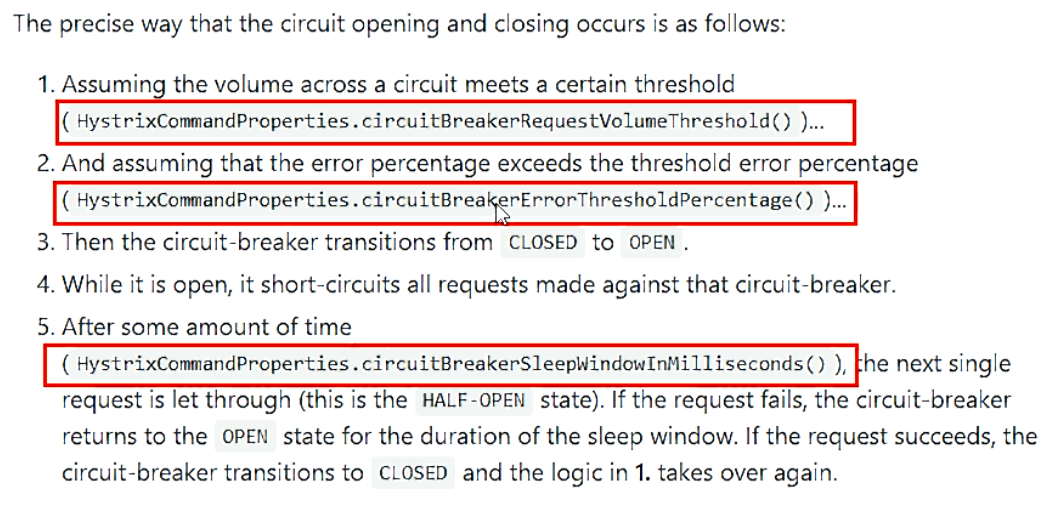 The precise way that the circuit opening and closing occurs is as follows:
1. Assuming the volume across a circuit meets a certain threshold
( HystrixCommandProperties.circuitBreakerRequestVolumeThreshold() )...
2. And assuming that the error percentage exceeds the threshold error percentage
( HystrixCommandProperties.circuitBreakerErrorThresholdPercentage() )...
3. Then the circuit-breaker transitions from CLOSED to OPEN .
4. While it is open, it short-circuits all requests made against that circuit-breaker.
5. After some amount of time
( HystrixCommandProperties.circuitBreakerSleepWindowInMilliseconds() ), the next single
request is let through (this is the HALF-OPEN state). If the request fails, the circuit-breaker
returns to the OPEN state for the duration of the sleep window. If the request succeeds, the
circuit-breaker transitions to CLOSED and the logic in 1. takes over again.